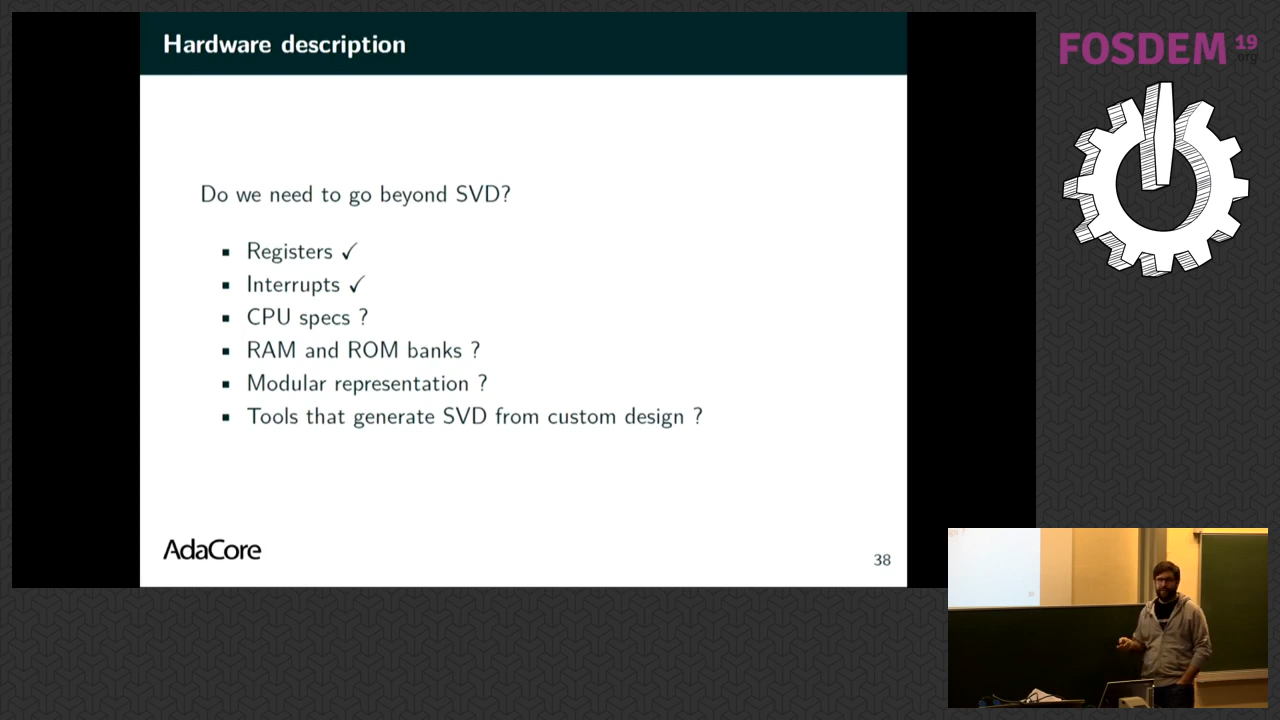 Hardware description
FOSDEM 19
.org
Do we need to go beyond SVD?
▪ Registers ✓
▪ Interrupts ✓
▪ CPU specs ?
▪ RAM and ROM banks ?
▪ Modular representation ?
▪ Tools that generate SVD from custom design ?
AdaCore
38